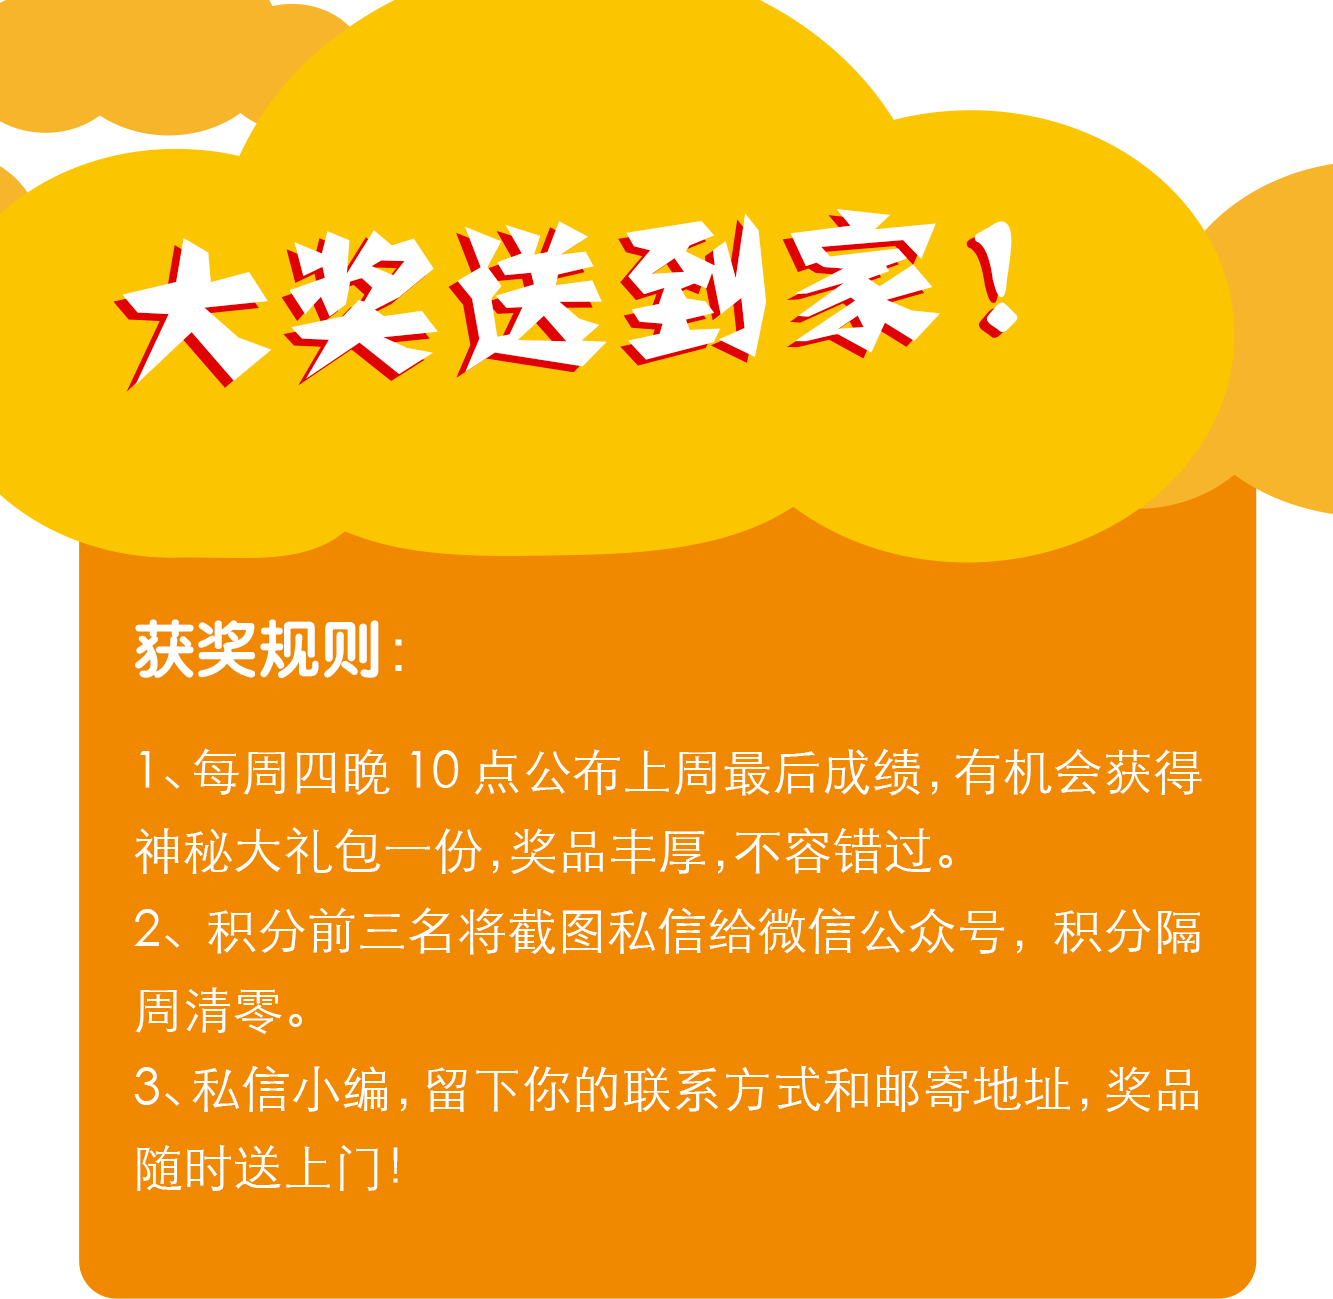 大奖送到家！
获奖规则：
1、每周四晚 10 点公布上周最后成绩，有机会获得
神秘大礼包一份，奖品丰厚，不容错过。
2、积分前三名将截图私信给微信公众号，积分隔
周清零。
3、私信小编，留下你的联系方式和邮寄地址，奖品
随时送上门！